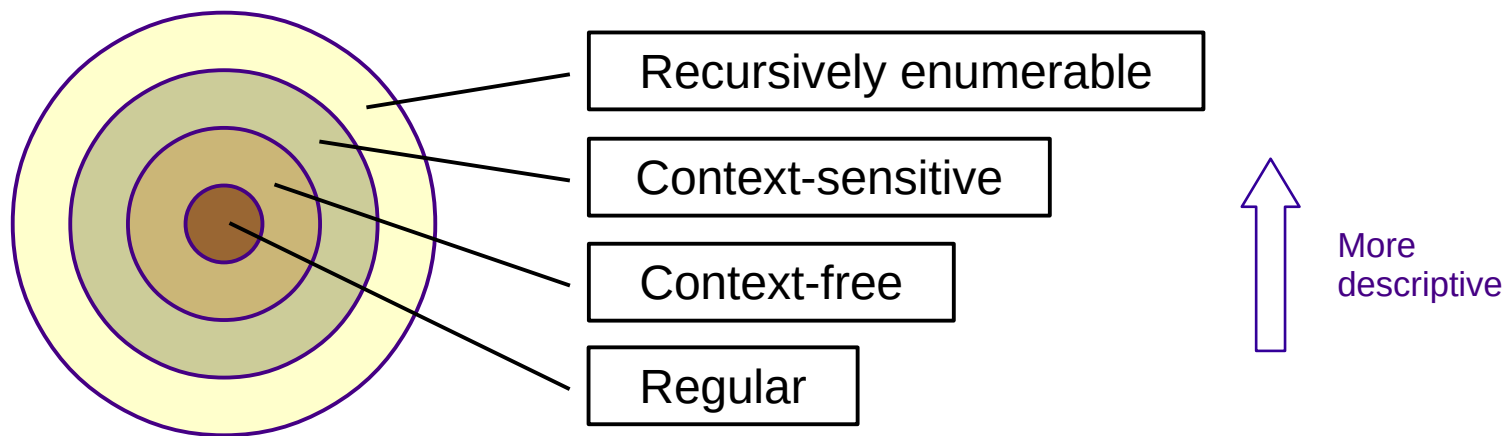 Recursively enumerable
Context-sensitive
Context-free
Regular
More
descriptive